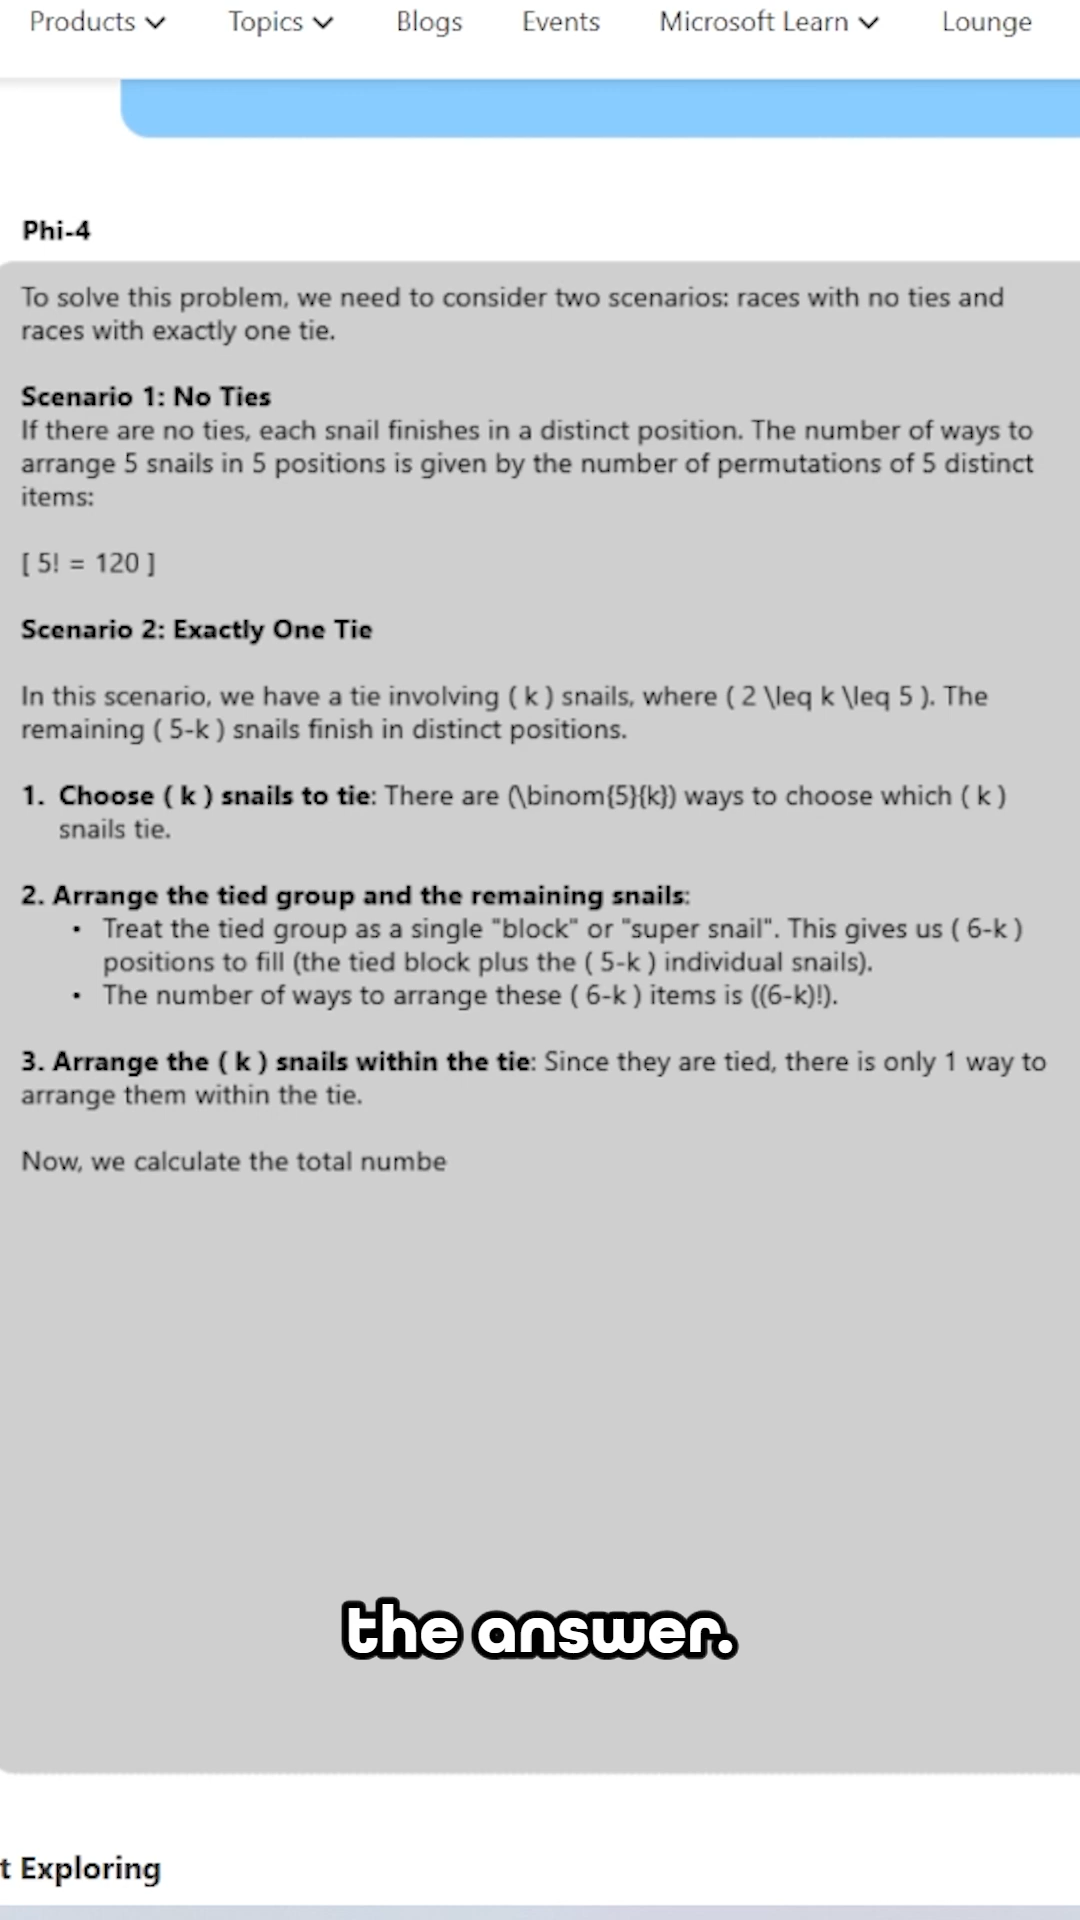 Products Topics Blogs Events Microsoft Learn Lounge
Phi-4
To solve this problem, we need to consider two scenarios: races with no ties and
races with exactly one tie.
Scenario 1: No Ties
If there are no ties, each snail finishes in a distinct position. The number of ways to
arrange 5 snails in 5 positions is given by the number of permutations of 5 distinct
items:
[ 5! = 120 ]
Scenario 2: Exactly One Tie
In this scenario, we have a tie involving ( k ) snails, where ( 2 \leq k \leq 5 ). The
remaining ( 5-k ) snails finish in distinct positions.
1. Choose ( k ) snails to tie: There are (\binom{5}{k}) ways to choose which ( k )
snails tie.
2. Arrange the tied group and the remaining snails:
• Treat the tied group as a single "block" or "super snail". This gives us ( 6-k )
positions to fill (the tied block plus the ( 5-k ) individual snails).
• The number of ways to arrange these ( 6-k ) items is ((6-k)!).
3. Arrange the ( k ) snails within the tie: Since they are tied, there is only 1 way to
arrange them within the tie.
Now, we calculate the total numbe
the answer.
t Exploring